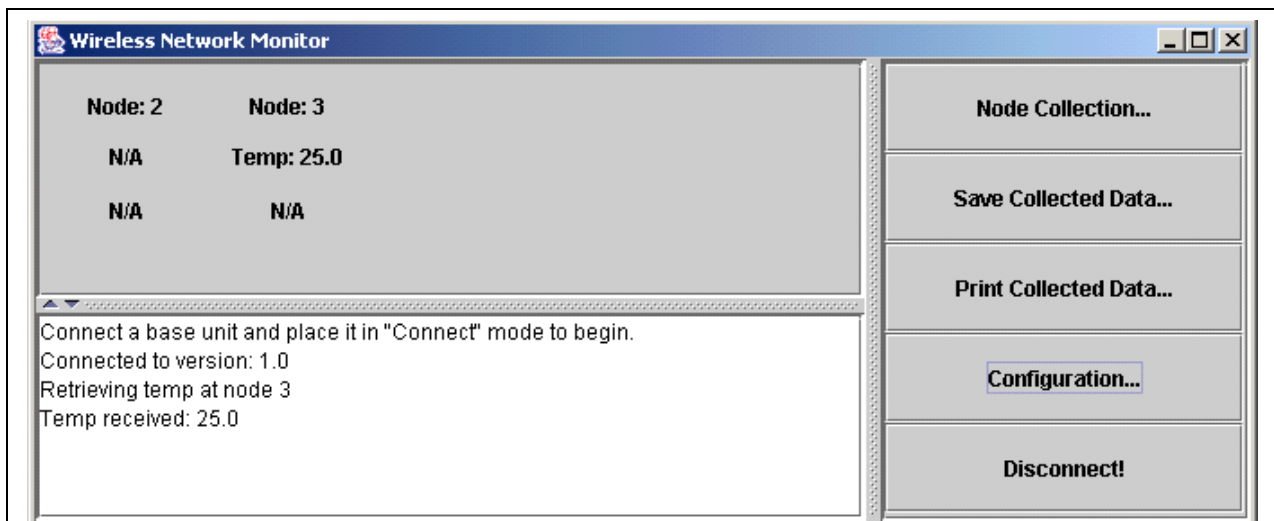 Wireless Network Monitor
Node: 2 Node: 3
N/A Temp: 25.0
N/A N/A
Connect a base unit and place it in "Connect" mode to begin.
Connected to version: 1.0
Retrieving temp at node 3
Temp received: 25.0
Node Collection...
Save Collected Data...
Print Collected Data...
Configuration...
Disconnect!